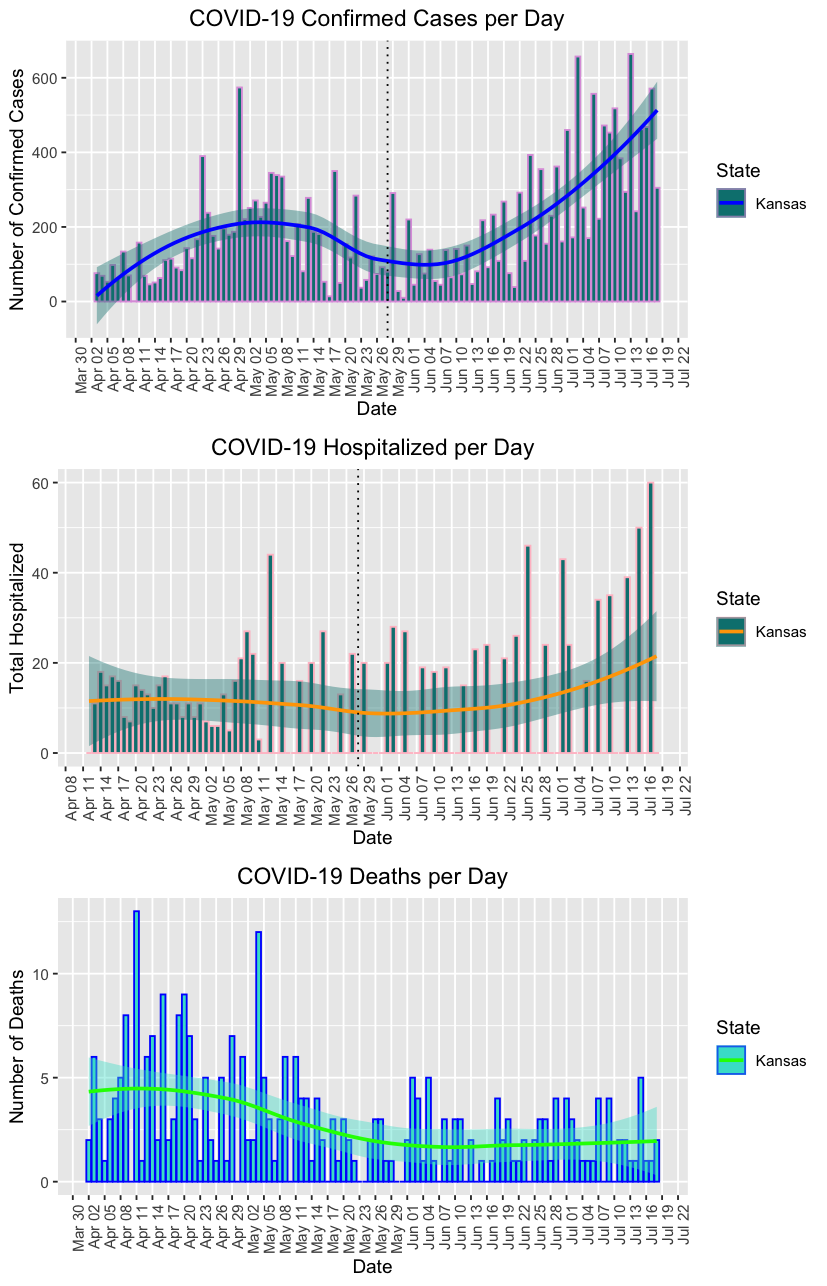 COVID-19 Confirmed Cases per Day
Number of Confirmed Cases
600
400
200
0
Mar 30
Apr 02
Apr 05
Apr 08
Apr 11
Apr 14
Apr 17
Apr 20
Apr 23
Apr 26
Apr 29
May 02
May 05
May 08
May 11
May 14
May 17
May 20
May 23
May 26
May 29
Jun 01
Jun 04
Jun 07
Jun 10
Jun 13
Jun 16
Jun 19
Jun 22
Jun 25
Jun 28
Jul 01
Jul 04
Jul 07
Jul 10
Jul 13
Jul 16
Jul 19
Jul 22
Date
State
Kansas
COVID-19 Hospitalized per Day
Total Hospitalized
60
40
20
0
Apr 08
Apr 11
Apr 14
Apr 17
Apr 20
Apr 23
Apr 26
Apr 29
May 02
May 05
May 08
May 11
May 14
May 17
May 20
May 23
May 26
May 29
Jun 01
Jun 04
Jun 07
Jun 10
Jun 13
Jun 16
Jun 19
Jun 22
Jun 25
Jun 28
Jul 01
Jul 04
Jul 07
Jul 10
Jul 13
Jul 16
Jul 19
Jul 22
Date
State
Kansas
COVID-19 Deaths per Day
Number of Deaths
10
5
0
Mar 30
Apr 02
Apr 05
Apr 08
Apr 11
Apr 14
Apr 17
Apr 20
Apr 23
Apr 26
Apr 29
May 02
May 05
May 08
May 11
May 14
May 17
May 20
May 23
May 26
May 29
Jun 01
Jun 04
Jun 07
Jun 10
Jun 13
Jun 16
Jun 19
Jun 22
Jun 25
Jun 28
Jul 01
Jul 04
Jul 07
Jul 10
Jul 13
Jul 16
Jul 19
Jul 22
Date
State
Kansas